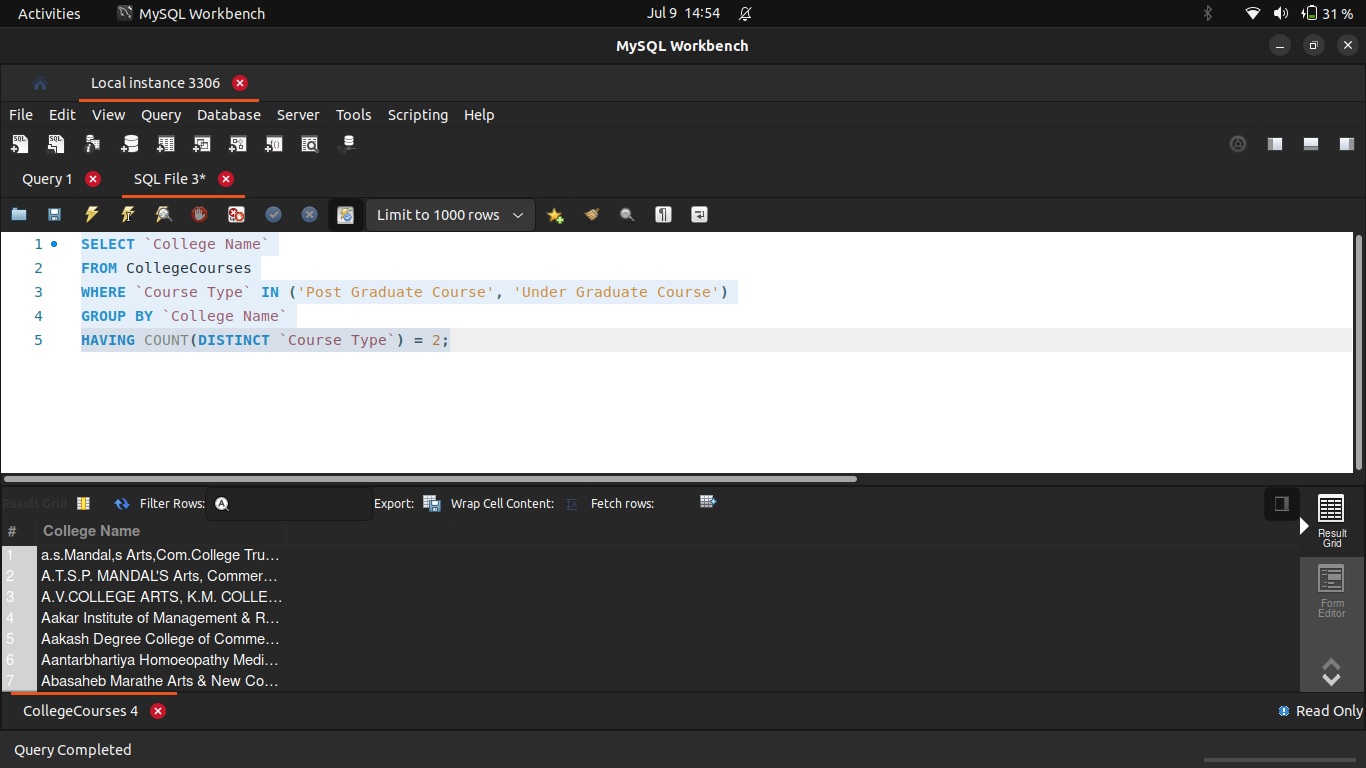 Activities MySQL Workbench Jul 9 14:54 31 %
MySQL Workbench
Local instance 3306
File Edit View Query Database Server Tools Scripting Help
Query 1 SQL File 3*
Limit to 1000 rows
1 SELECT `College Name`
2 FROM CollegeCourses
3 WHERE `Course Type` IN ('Post Graduate Course', 'Under Graduate Course')
4 GROUP BY `College Name`
5 HAVING COUNT(DISTINCT `Course Type`) = 2;
Result Grid Filter Rows: Export: Wrap Cell Content: Fetch rows:
# College Name
1 a.s.Mandal,s Arts,Com.College Tru...
2 A.T.S.P. MANDAL'S Arts, Commer...
3 A.V.COLLEGE ARTS, K.M. COLLE...
4 Aakar Institute of Management & R...
5 Aakash Degree College of Comme...
6 Aantarbhartiya Homoeopathy Medi...
7 Abasaheb Marathe Arts & New Co...
Result
Grid
Form
Editor
CollegeCourses 4 Read Only
Query Completed